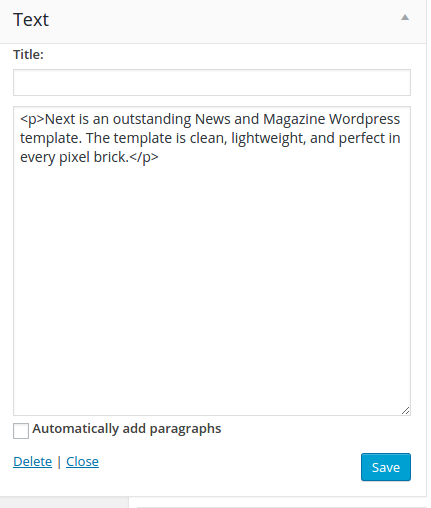 Text
Title:
<p>Next is an outstanding News and Magazine Wordpress
template. The template is clean, lightweight, and perfect in
every pixel brick.</p>
Automatically add paragraphs
Delete | Close
Save